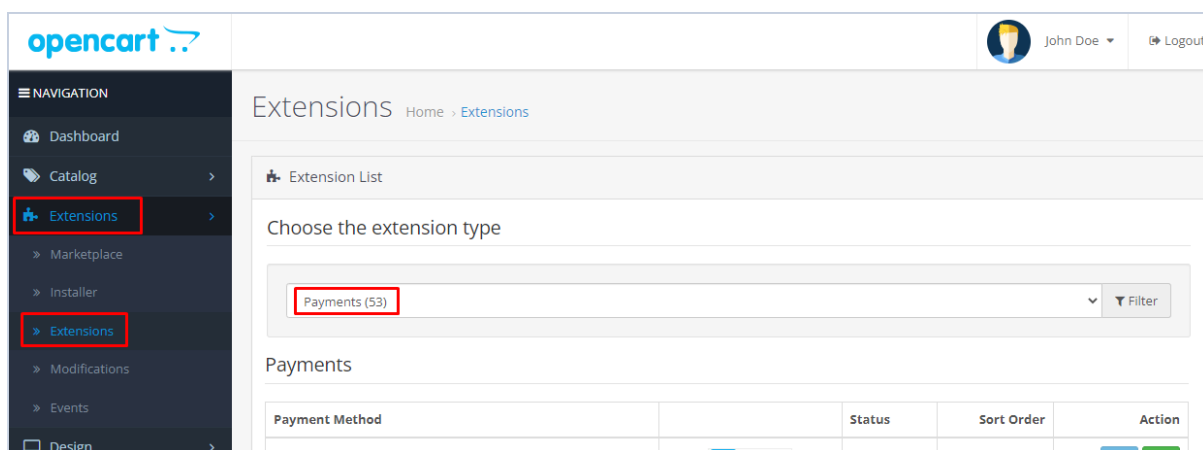 opencart
John Doe
Logout
NAVIGATION
Extensions Home › Extensions
Dashboard
Catalog
Extension List
Extensions
Choose the extension type
Marketplace
Installer
Payments (53) Filter
Extensions
Modifications
Payments
Events
Payment Method Status Sort Order Action
Design